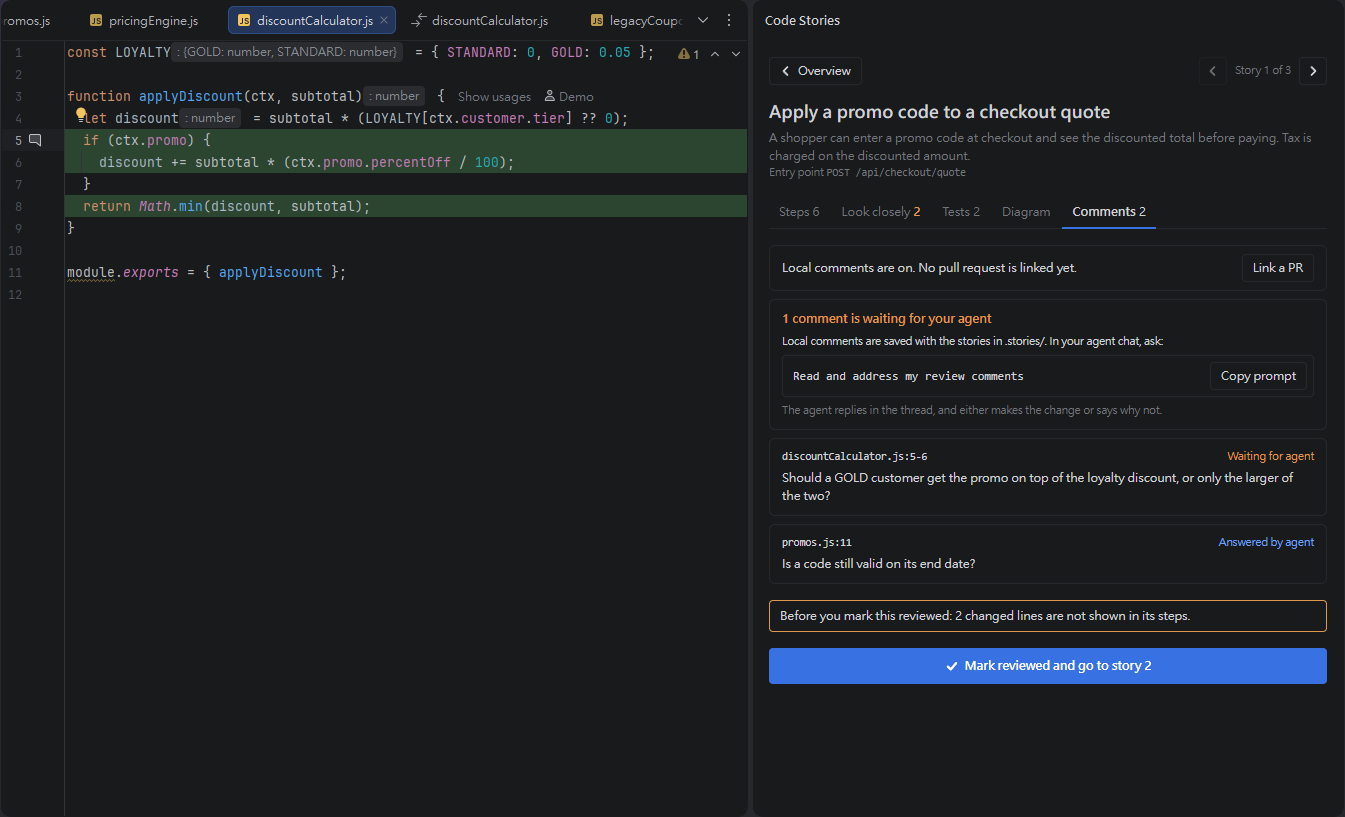 romos.js
JS pricingEngine.js
JS discountCalculator.js
discountCalculator.js
JS legacyCoupo
1 const LOYALTY : {GOLD: number, STANDARD: number} = { STANDARD: 0, GOLD: 0.05 }; 1
2
3 function applyDiscount(ctx, subtotal) : number { Show usages Demo
4 let discount : number = subtotal * (LOYALTY[ctx.customer.tier] ?? 0);
5 if (ctx.promo) {
6 discount += subtotal * (ctx.promo.percentOff / 100);
7 }
8 return Math.min(discount, subtotal);
9 }
10
11 module.exports = { applyDiscount };
12
Code Stories
Overview
Story 1 of 3
Apply a promo code to a checkout quote
A shopper can enter a promo code at checkout and see the discounted total before paying. Tax is
charged on the discounted amount.
Entry point POST /api/checkout/quote
Steps 6 Look closely 2 Tests 2 Diagram Comments 2
Local comments are on. No pull request is linked yet. Link a PR
1 comment is waiting for your agent
Local comments are saved with the stories in .stories/. In your agent chat, ask:
Read and address my review comments Copy prompt
The agent replies in the thread, and either makes the change or says why not.
discountCalculator.js:5-6 Waiting for agent
Should a GOLD customer get the promo on top of the loyalty discount, or only the larger of
the two?
promos.js:11 Answered by agent
Is a code still valid on its end date?
Before you mark this reviewed: 2 changed lines are not shown in its steps.
Mark reviewed and go to story 2